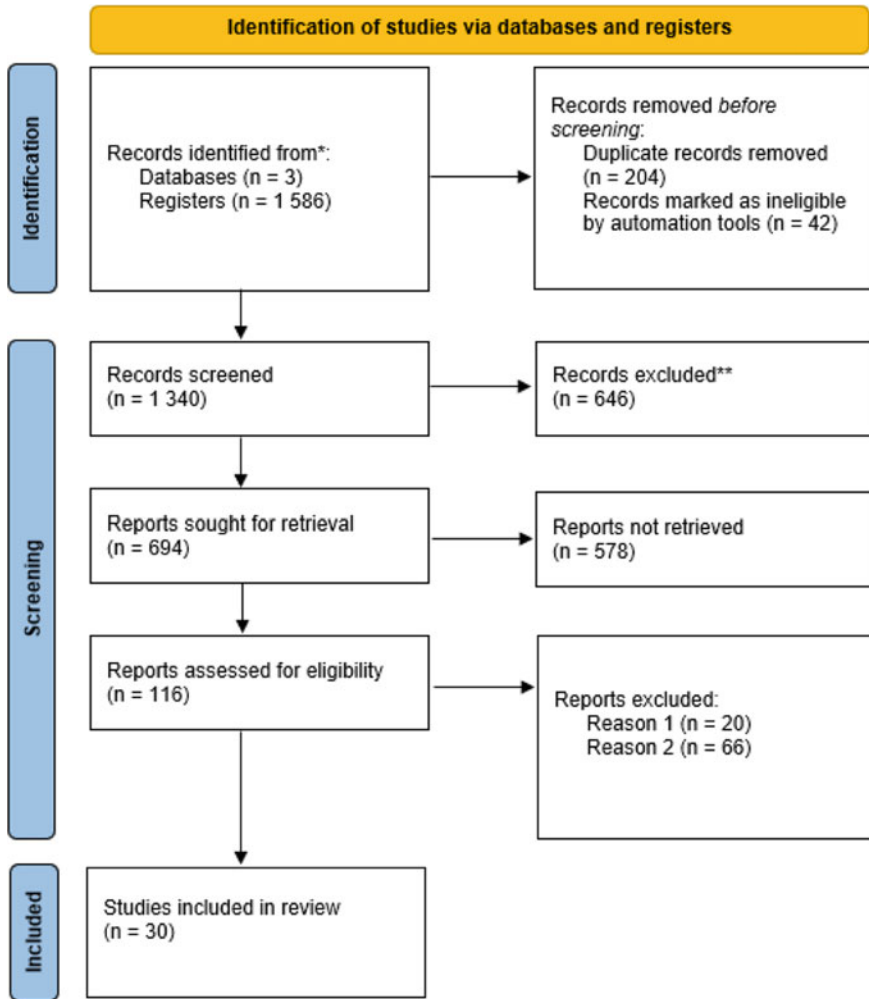 Identification of studies via databases and registers
Identification
Records identified from*:
Databases (n = 3)
Registers (n = 1 586)
Records removed before
screening:
Duplicate records removed
(n = 204)
Records marked as ineligible
by automation tools (n = 42)
Screening
Records screened
(n = 1 340)
Records excluded**
(n = 646)
Reports sought for retrieval
(n = 694)
Reports not retrieved
(n = 578)
Reports assessed for eligibility
(n = 116)
Reports excluded:
Reason 1 (n = 20)
Reason 2 (n = 66)
Included
Studies included in review
(n = 30)